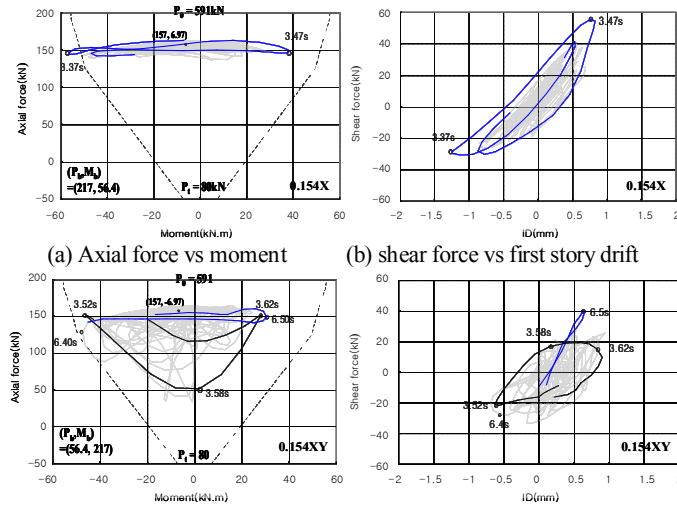 P₀ = 591kN
200
150
100
50
0
-50
Axial force(kN)
(157, 6.97)
3.47s
3.37s
(Pb,Mb)
=(217, 56.4)
Pt = 80kN
0.154X
-60 -40 -20 0 20 40 60
Moment(kN.m)
60
40
20
0
-20
-40
-60
Shear force(kN)
3.47s
3.37s
0.154X
-2 -1.5 -1 -0.5 0 0.5 1 1.5 2
ID(mm)
(a) Axial force vs moment
(b) shear force vs first story drift
P₀ = 591
200
150
100
50
0
-50
Axial force(kN)
3.52s
(157, -6.97)
3.62s
6.50s
6.40s
3.58s
(Pb,Mb)
=(56.4, 217)
Pt = 80
0.154XY
-60 -40 -20 0 20 40 60
Moment(kN.m)
60
40
20
0
-20
-40
-60
Shear force(kN)
6.5s
3.58s
3.62s
3.52s
6.4s
0.154XY
-2 -1.5 -1 -0.5 0 0.5 1 1.5 2
ID(mm)